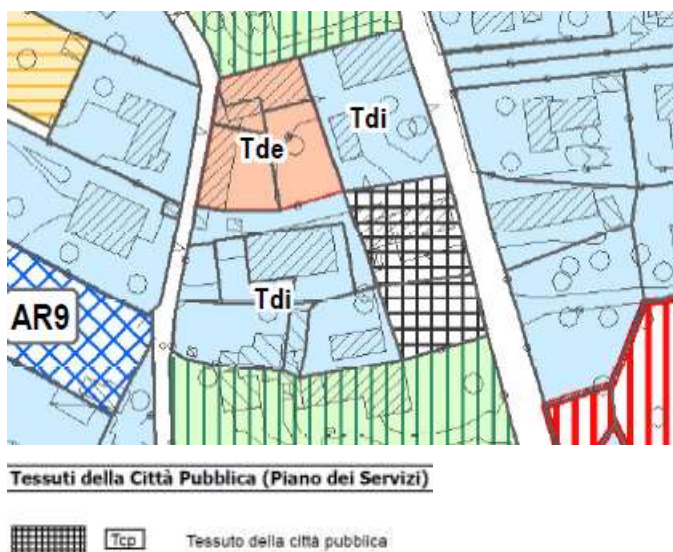 Tdi
Tde
Tdi
AR9
Tessuti della Città Pubblica (Piano dei Servizi)
Tcp Tessuto della città pubblica